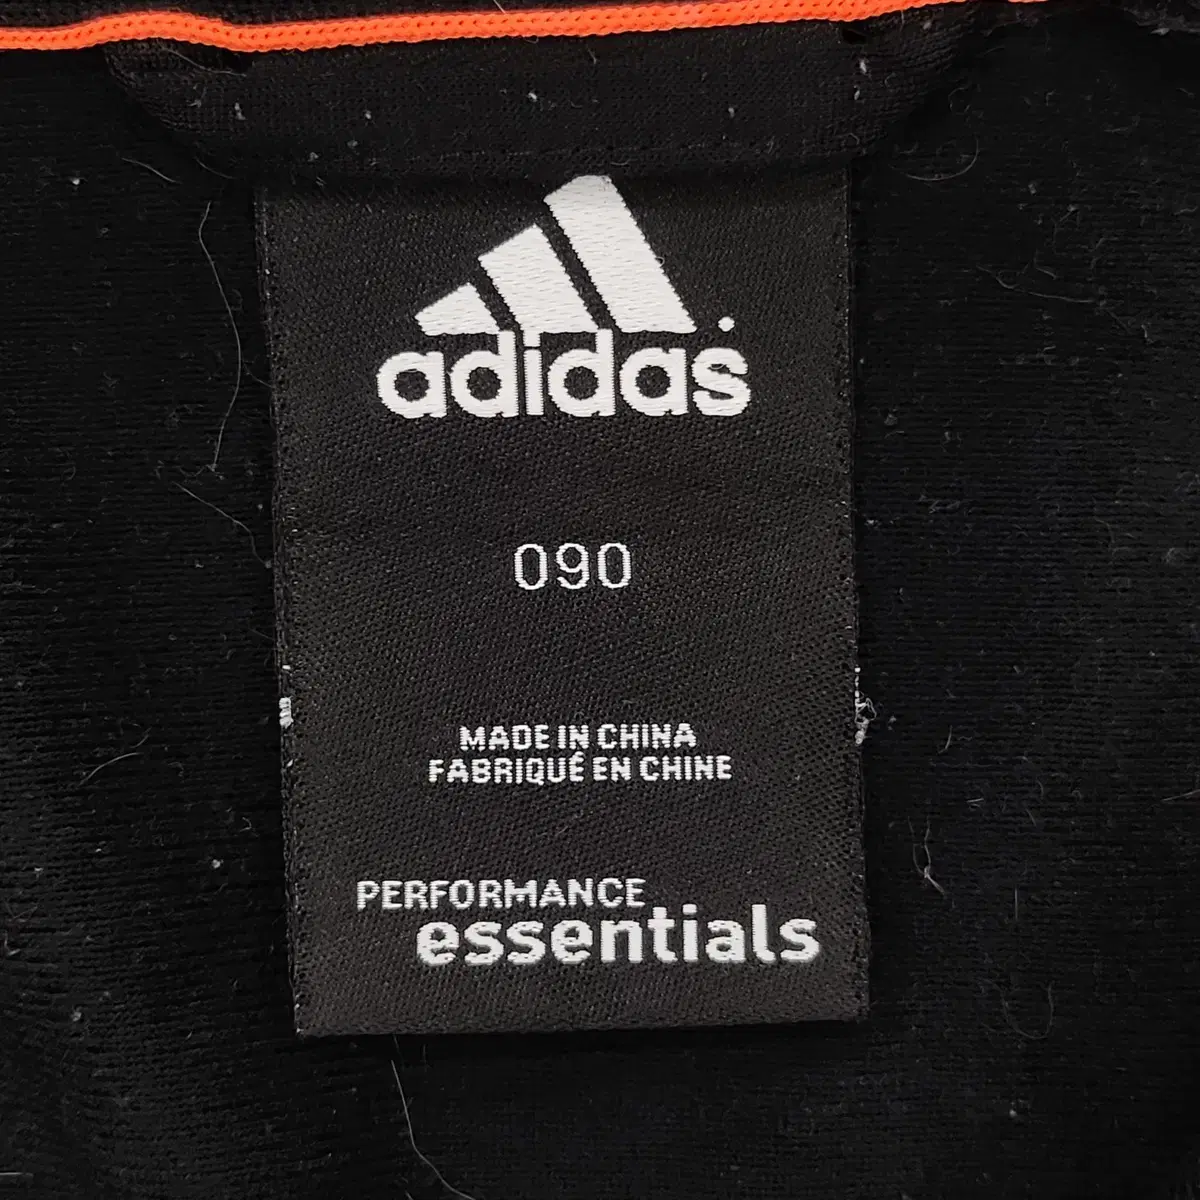 adidas
090
MADE IN CHINA
FABRIQUÉ EN CHINE
PERFORMANCE
essentials